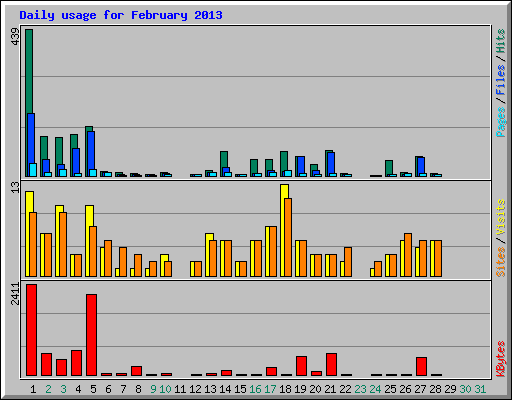 Daily usage for February 2013
439
Pages / Files / Hits
13
Sites / Visits
2411
KBytes
1 2 3 4 5 6 7 8 9 10 11 12 13 14 15 16 17 18 19 20 21 22 23 24 25 26 27 28 29 30 31